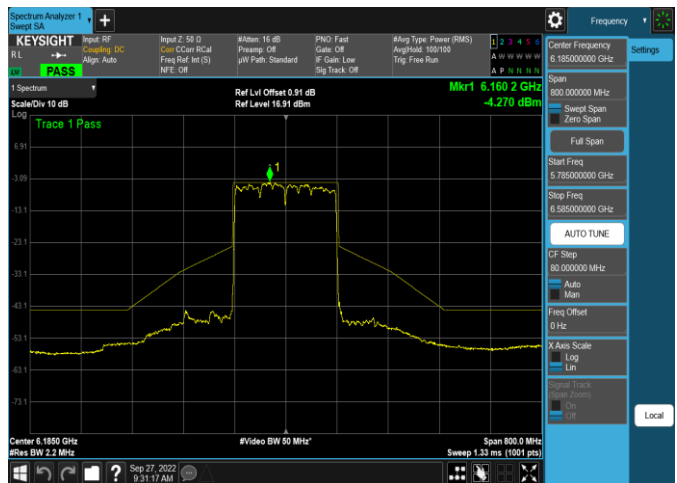 Spectrum Analyzer 1
Swept SA
+
Frequency
KEYSIGHT
R L
LW
PASS
Input: RF
Coupling: DC
Align: Auto
Input Z: 50 Ω
Corr CCorr RCal
Freq Ref: Int (S)
NFE: Off
#Atten: 16 dB
Preamp: Off
µW Path: Standard
PNO: Fast
Gate: Off
IF Gain: Low
Sig Track: Off
#Avg Type: Power (RMS)
Avg|Hold: 100/100
Trig: Free Run
1 2 3 4 5 6
A W W W W W
A P N N N N
1 Spectrum
Scale/Div 10 dB
Log
Ref Lvl Offset 0.91 dB
Ref Level 16.91 dBm
Mkr1 6.160 2 GHz
-4.270 dBm
Trace 1 Pass
1
6.91
-3.09
-13.1
-23.1
-33.1
-43.1
-53.1
-63.1
-73.1
Center 6.1850 GHz
#Res BW 2.2 MHz
#Video BW 50 MHz*
Span 800.0 MHz
Sweep 1.33 ms (1001 pts)
Center Frequency
6.185000000 GHz
Settings
Span
800.000000 MHz
Swept Span
Zero Span
Full Span
Start Freq
5.785000000 GHz
Stop Freq
6.585000000 GHz
AUTO TUNE
CF Step
80.000000 MHz
Auto
Man
Freq Offset
0 Hz
X Axis Scale
Log
Lin
Signal Track
(Span Zoom)
On
Off
Local
?
Sep 27, 2022
9:31:17 AM